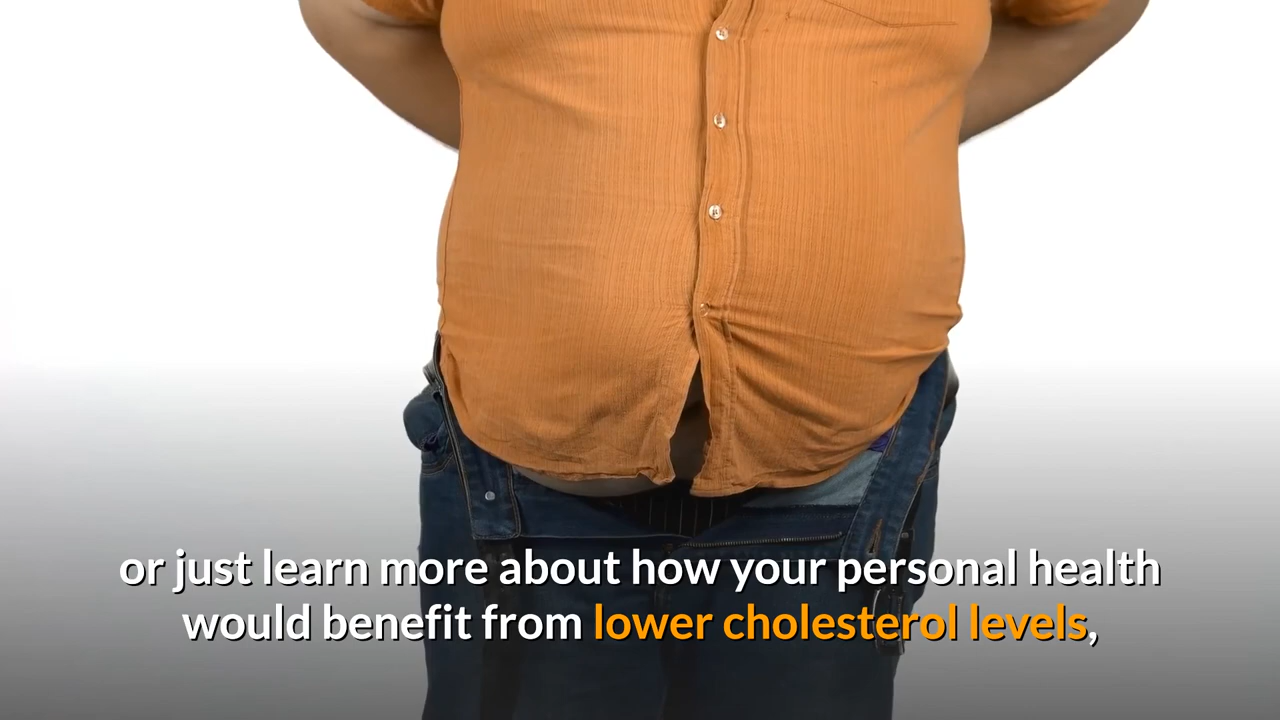 or just learn more about how your personal health
would benefit from lower cholesterol levels,